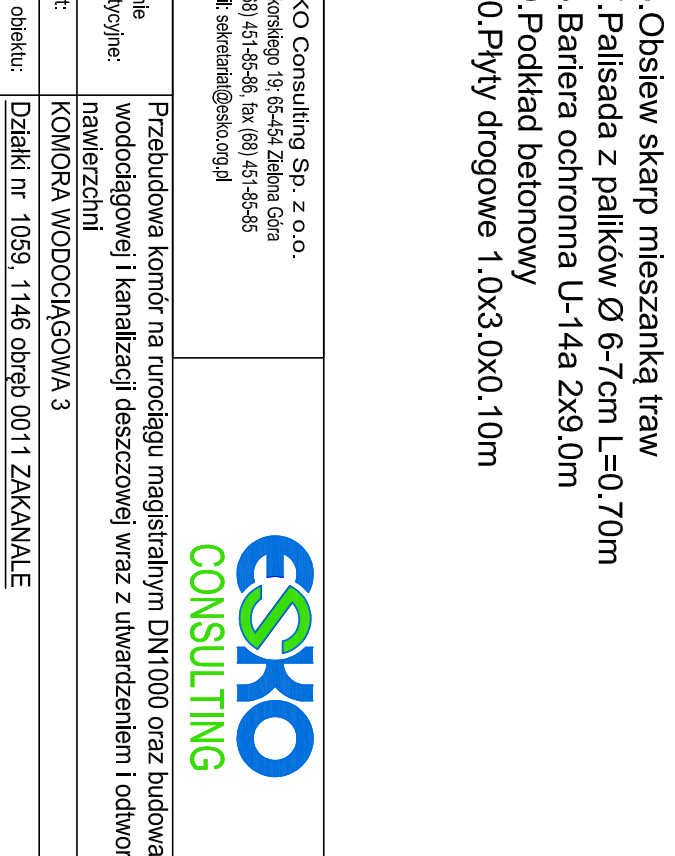 .Obsiew skarp mieszanką traw
.Palisada z palików Ø 6-7cm L=0.70m
.Bariera ochronna U-14a 2x9.0m
.Podkład betonowy
0.Płyty drogowe 1.0x3.0x0.10m
KO Consulting Sp. z o.o.
korskiego 19; 65-454 Zielona Góra
68) 451-85-86, fax (68) 451-85-85
il: sekretariat@esko.org.pl
esko
CONSULTING
nie
tycyjne:
Przebudowa komór na rurociągu magistralnym DN1000 oraz budowa
wodociągowej i kanalizacji deszczowej wraz z utwardzeniem i odtwor
nawierzchni
t:
KOMORA WODOCIĄGOWA 3
obiektu:
Działki nr 1059, 1146 obręb 0011 ZAKANALE